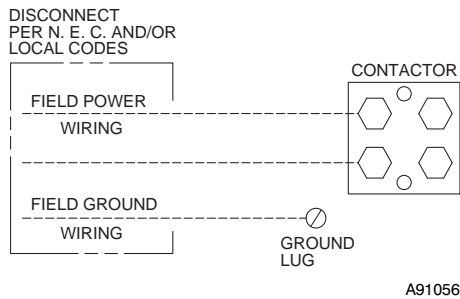 DISCONNECT
PER N. E. C. AND/OR
LOCAL CODES
CONTACTOR
FIELD POWER
WIRING
FIELD GROUND
WIRING
GROUND
LUG
A91056